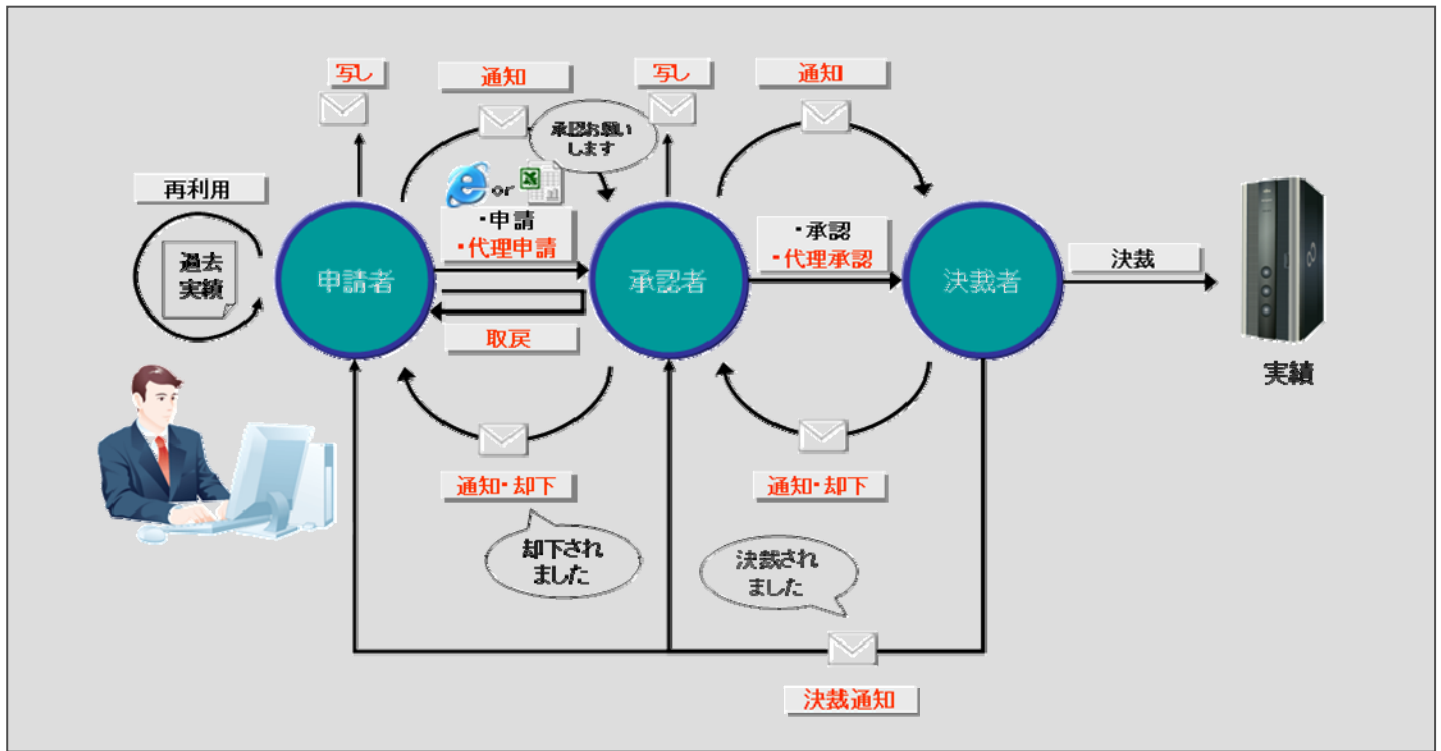 写し
通知
写し
通知
承認お願い
します
再利用
or
・申請
・代理申請
・承認
・代理承認
決裁
過去
実績
申請者
承認者
決裁者
取戻
実績
通知・却下
通知・却下
却下され
ました
決裁され
ました
決裁通知